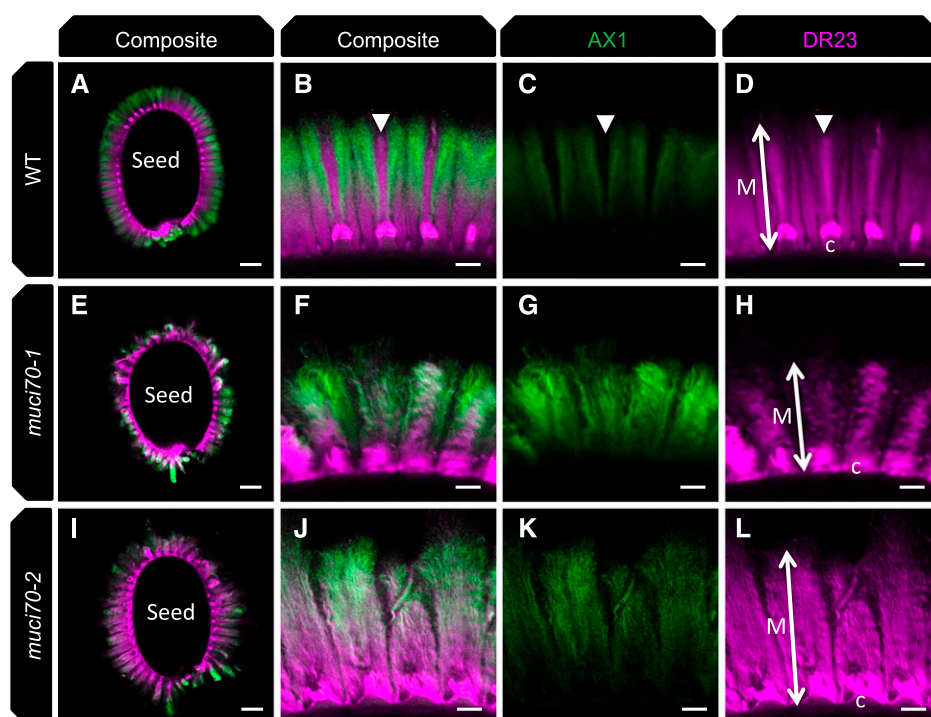 Composite
Composite
AX1
DR23
WT
A
Seed
B
C
D
M
c
muci70-1
E
Seed
F
G
H
M
c
muci70-2
I
Seed
J
K
L
M
c